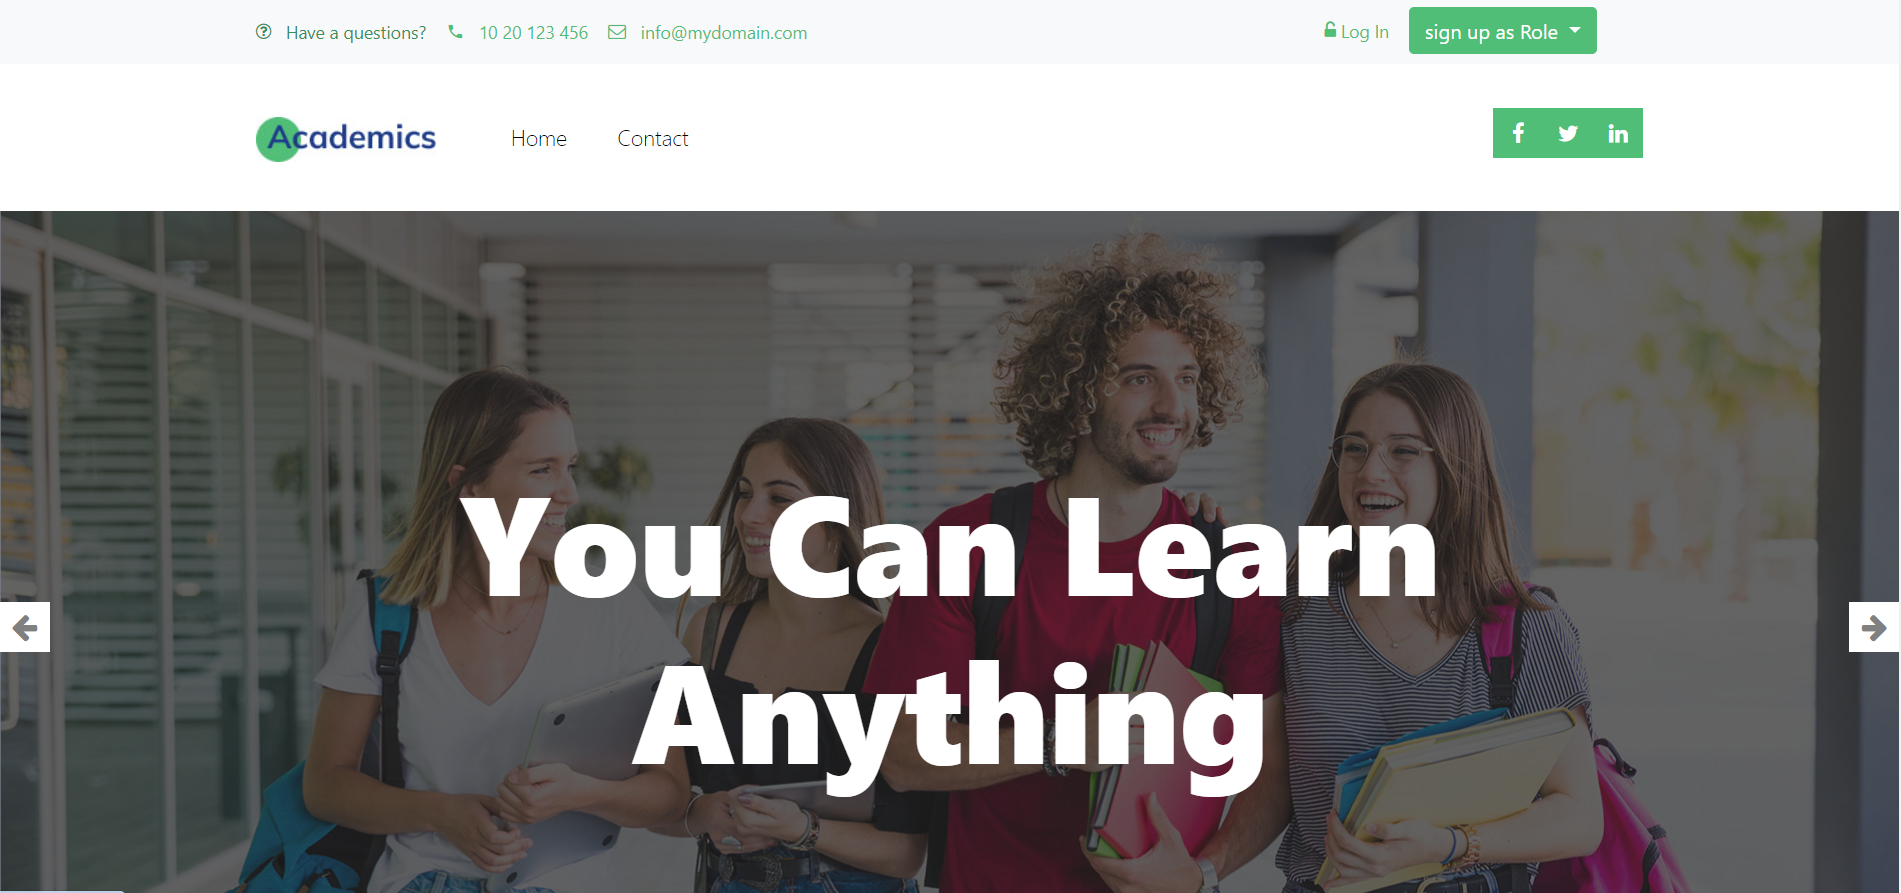 Have a questions? 10 20 123 456 info@mydomain.com Log In sign up as Role
Academics Home Contact
You Can Learn
Anything